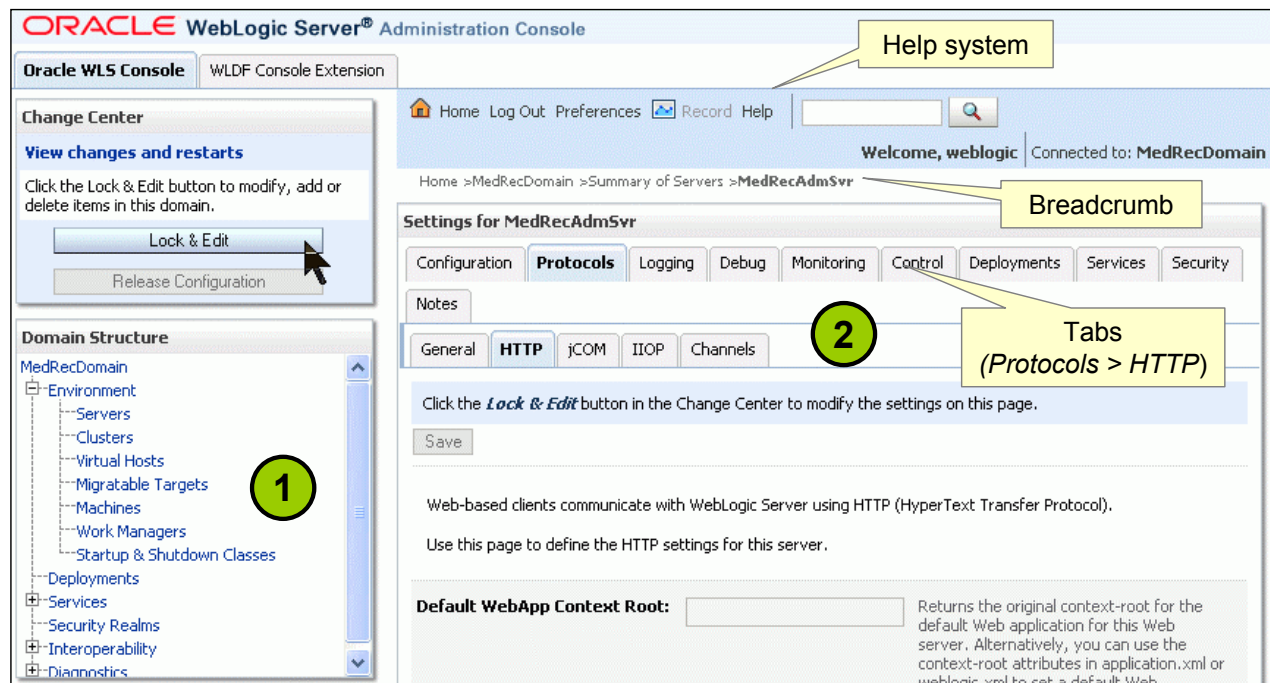 ORACLE WebLogic Server® Administration Console
Help system
Oracle WLS Console
WLDF Console Extension
Change Center
View changes and restarts
Click the Lock & Edit button to modify, add or
delete items in this domain.
Lock & Edit
Release Configuration
Domain Structure
MedRecDomain
Environment
Servers
Clusters
Virtual Hosts
Migratable Targets
Machines
Work Managers
Startup & Shutdown Classes
Deployments
Services
Security Realms
Interoperability
Diagnostics
1
Home Log Out Preferences Record Help
Welcome, weblogic Connected to: MedRecDomain
Home >MedRecDomain >Summary of Servers >MedRecAdmSvr
Breadcrumb
Settings for MedRecAdmSvr
Configuration Protocols Logging Debug Monitoring Control Deployments Services Security
Notes
General HTTP jCOM IIOP Channels
2
Tabs
(Protocols > HTTP)
Click the Lock & Edit button in the Change Center to modify the settings on this page.
Save
Web-based clients communicate with WebLogic Server using HTTP (HyperText Transfer Protocol).
Use this page to define the HTTP settings for this server.
Default WebApp Context Root:
Returns the original context-root for the
default Web application for this Web
server. Alternatively, you can use the
context-root attributes in application.xml or
weblogic.xml to set a default Web